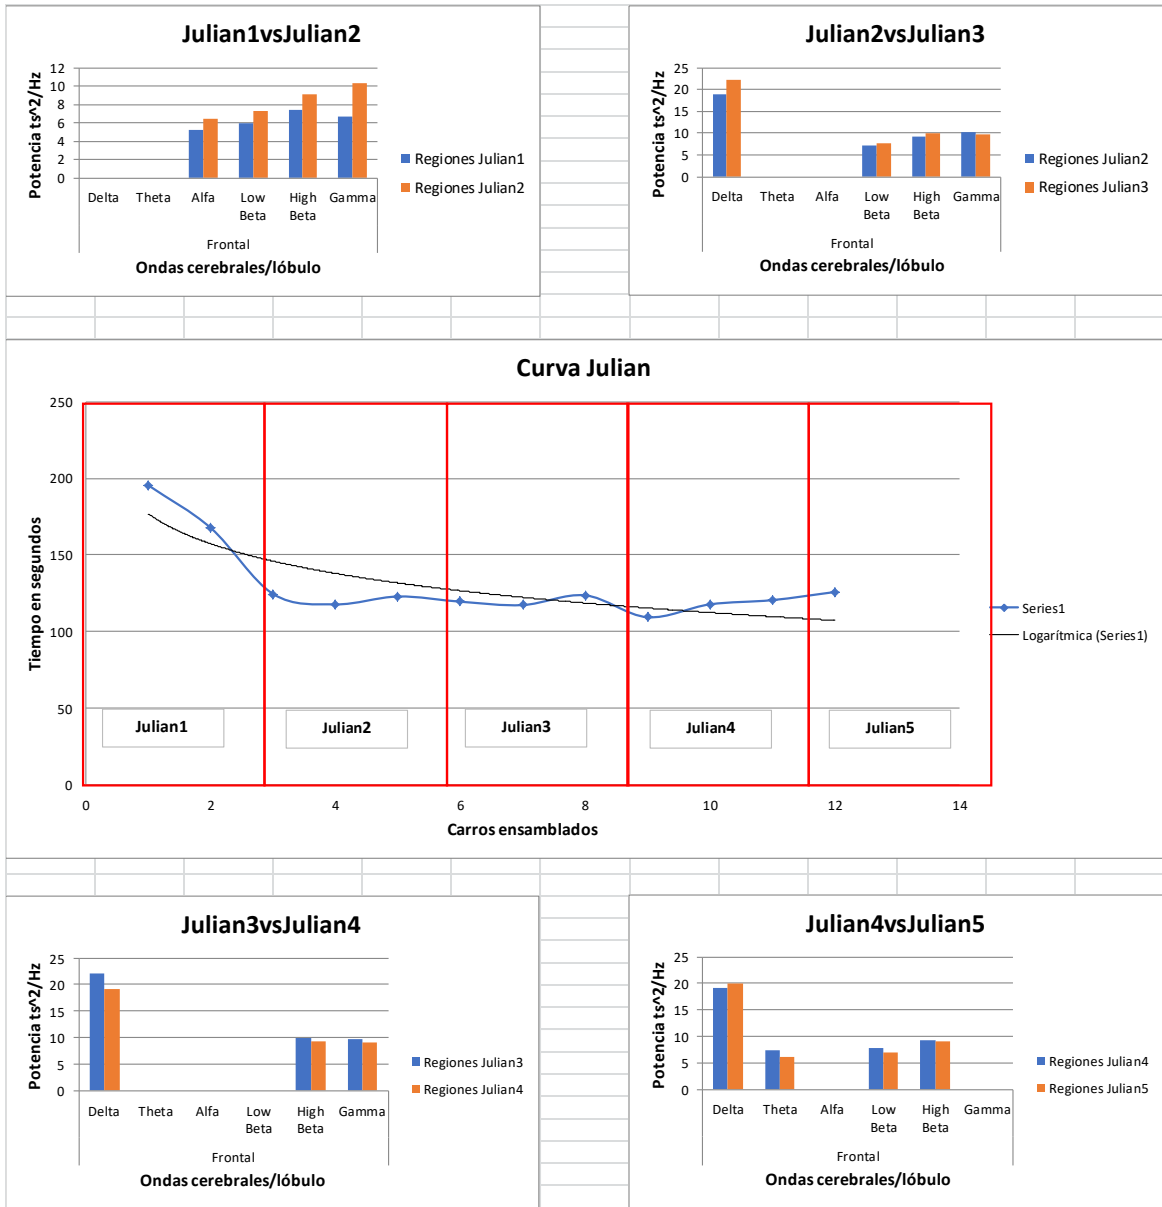 Julian1vsJulian2
Potencia ts^2/Hz
12
10
8
6
4
2
0
Delta Theta Alfa Low Beta High Beta Gamma
Frontal
Ondas cerebrales/lóbulo
Regiones Julian1
Regiones Julian2
Julian2vsJulian3
Potencia ts^2/Hz
25
20
15
10
5
0
Delta Theta Alfa Low Beta High Beta Gamma
Frontal
Ondas cerebrales/lóbulo
Regiones Julian2
Regiones Julian3
Curva Julian
Tiempo en segundos
250
200
150
100
50
0
Julian1 Julian2 Julian3 Julian4 Julian5
0 2 4 6 8 10 12 14
Carros ensamblados
Series1
Logarítmica (Series1)
Julian3vsJulian4
Potencia ts^2/Hz
25
20
15
10
5
0
Delta Theta Alfa Low Beta High Beta Gamma
Frontal
Ondas cerebrales/lóbulo
Regiones Julian3
Regiones Julian4
Julian4vsJulian5
Potencia ts^2/Hz
25
20
15
10
5
0
Delta Theta Alfa Low Beta High Beta Gamma
Frontal
Ondas cerebrales/lóbulo
Regiones Julian4
Regiones Julian5